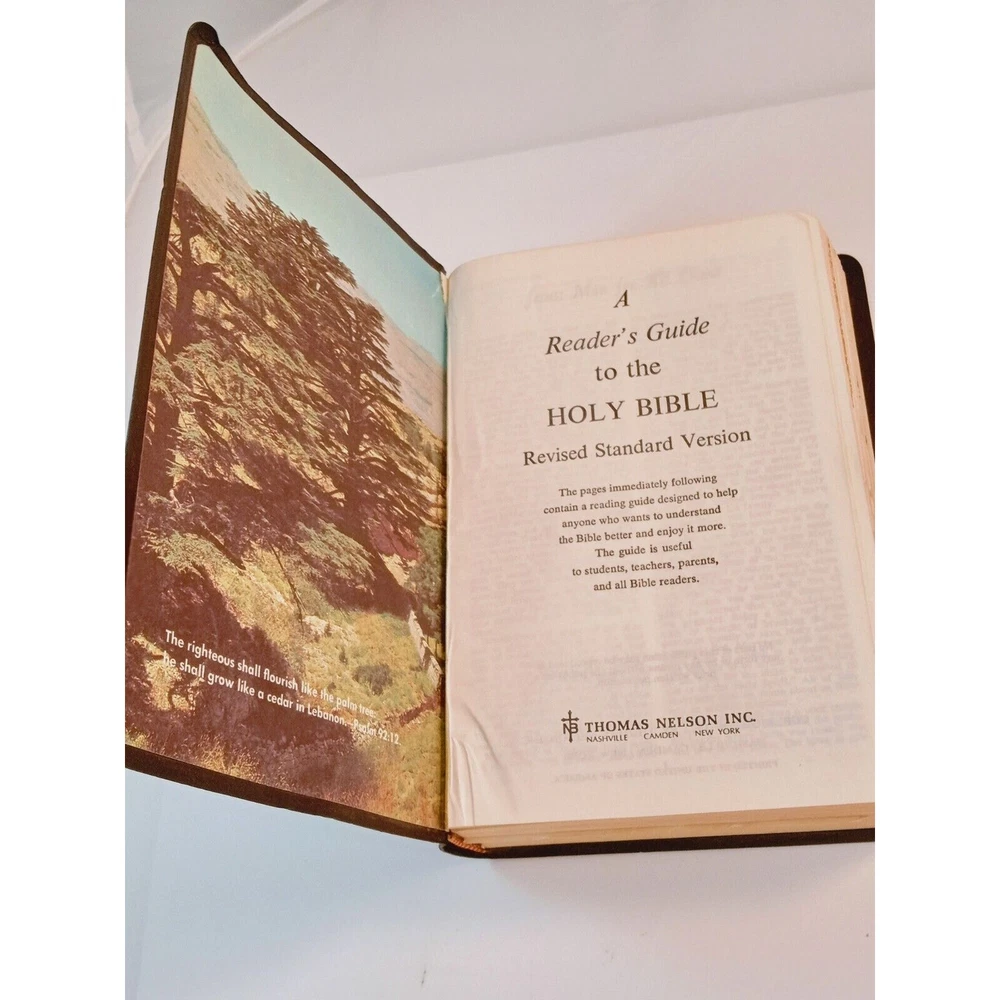 The righteous shall flourish like the palm tree:
he shall grow like a cedar in Lebanon.—Psalm 92:12
A
Reader's Guide
to the
HOLY BIBLE
Revised Standard Version
The pages immediately following
contain a reading guide designed to help
anyone who wants to understand
the Bible better and enjoy it more.
The guide is useful
to students, teachers, parents,
and all Bible readers.
THOMAS NELSON INC.
NASHVILLE CAMDEN NEW YORK